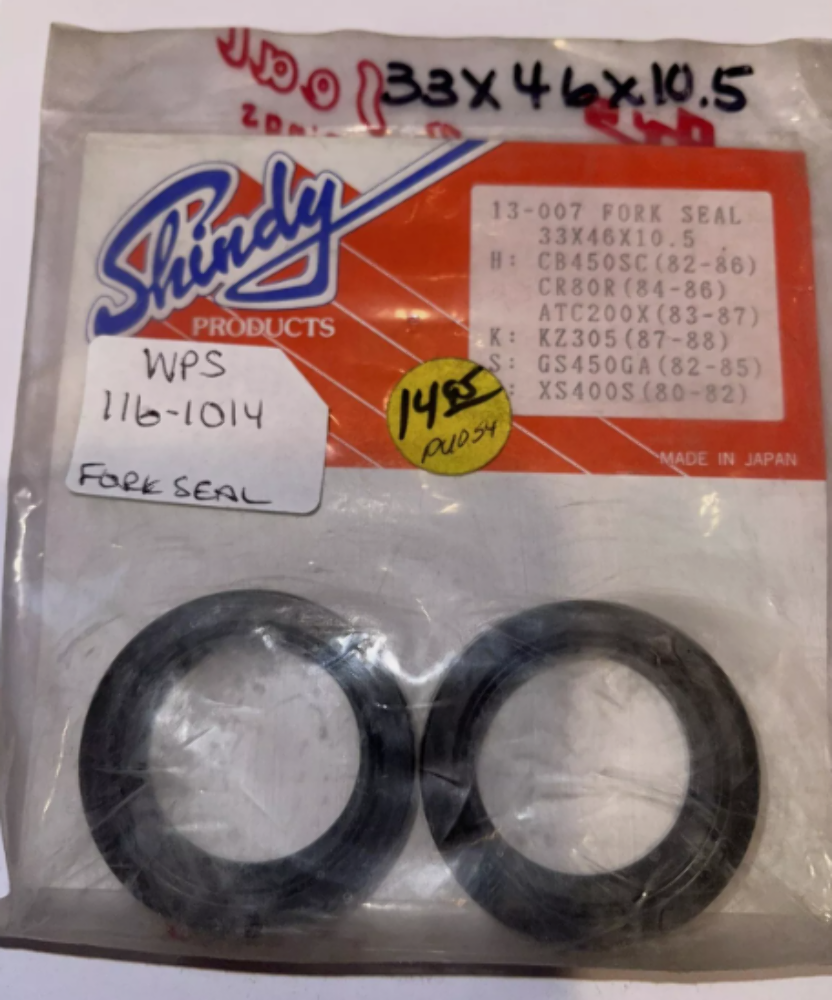 33X46X10.5
Shindy
PRODUCTS
13-007 FORK SEAL
33X46X10.5
H: CB450SC(82-86)
CR80R(84-86)
ATC200X(83-87)
K: KZ305(87-88)
S: GS450GA(82-85)
: XS400S(80-82)
MADE IN JAPAN
WPS
116-1014
FORK SEAL
1495